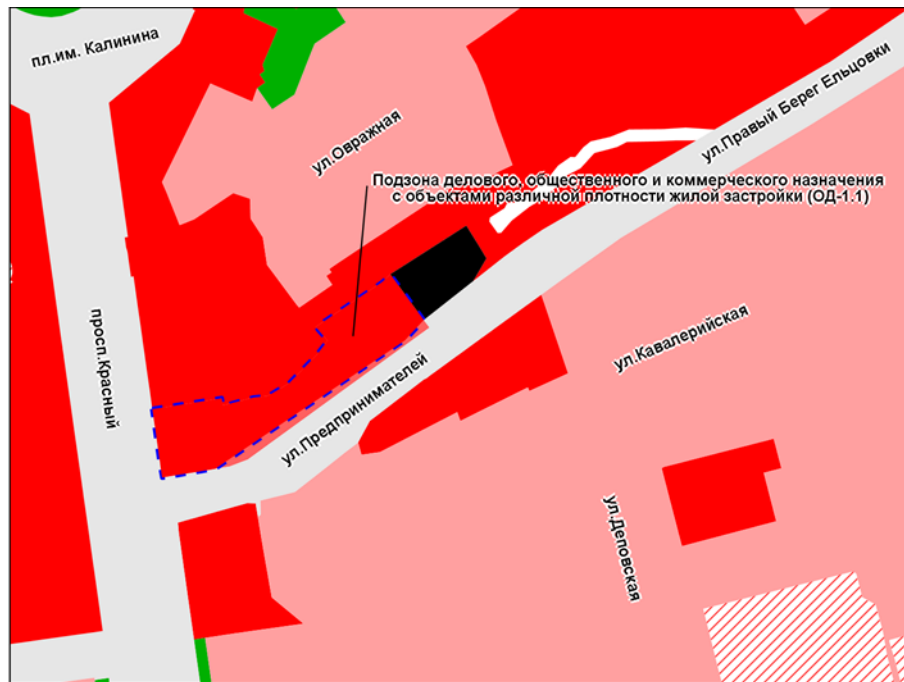 пл.им. Калинина
ул.Правый Берег Ельцовки
ул.Овражная
Подзона делового, общественного и коммерческого назначения
с объектами различной плотности жилой застройки (ОД-1.1)
просп.Красный
ул.Кавалерийская
ул.Предпринимателей
ул.Деповская